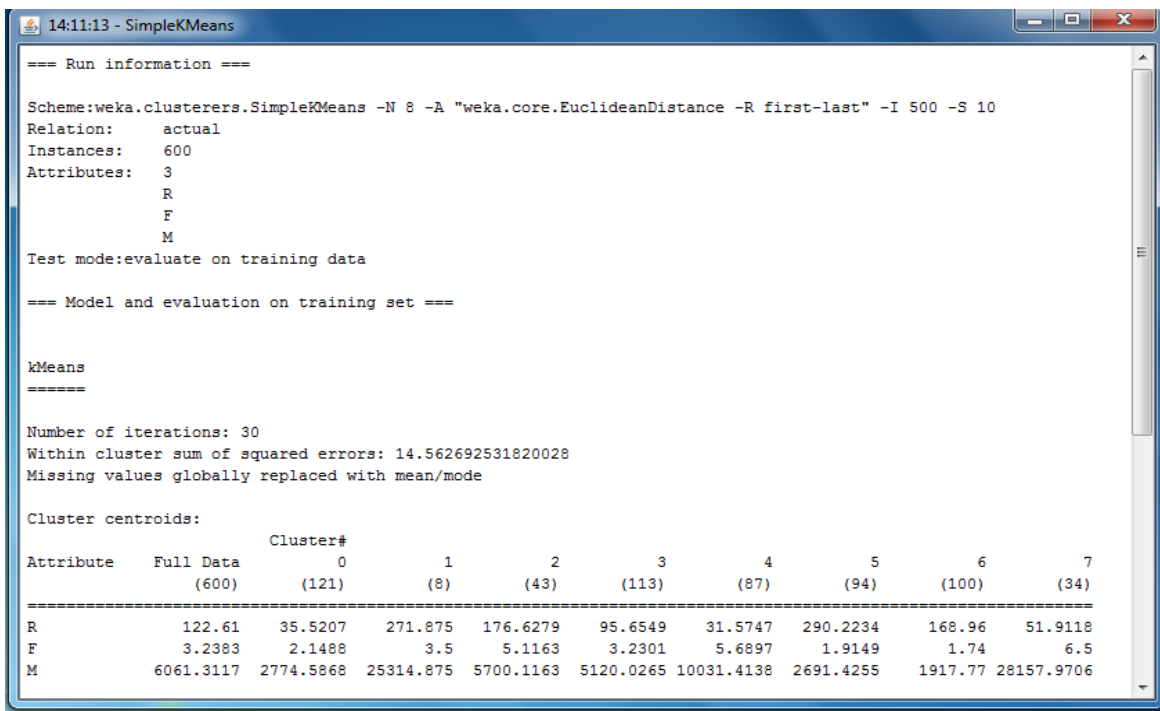 14:11:13 - SimpleKMeans
=== Run information ===
Scheme:weka.clusterers.SimpleKMeans -N 8 -A "weka.core.EuclideanDistance -R first-last" -I 500 -S 10
Relation: actual
Instances: 600
Attributes: 3
R
F
M
Test mode:evaluate on training data
=== Model and evaluation on training set ===
kMeans
======
Number of iterations: 30
Within cluster sum of squared errors: 14.562692531820028
Missing values globally replaced with mean/mode
Cluster centroids:
Cluster#
Attribute Full Data 0 1 2 3 4 5 6 7
(600) (121) (8) (43) (113) (87) (94) (100) (34)
==============================================================================================================
R 122.61 35.5207 271.875 176.6279 95.6549 31.5747 290.2234 168.96 51.9118
F 3.2383 2.1488 3.5 5.1163 3.2301 5.6897 1.9149 1.74 6.5
M 6061.3117 2774.5868 25314.875 5700.1163 5120.0265 10031.4138 2691.4255 1917.77 28157.9706